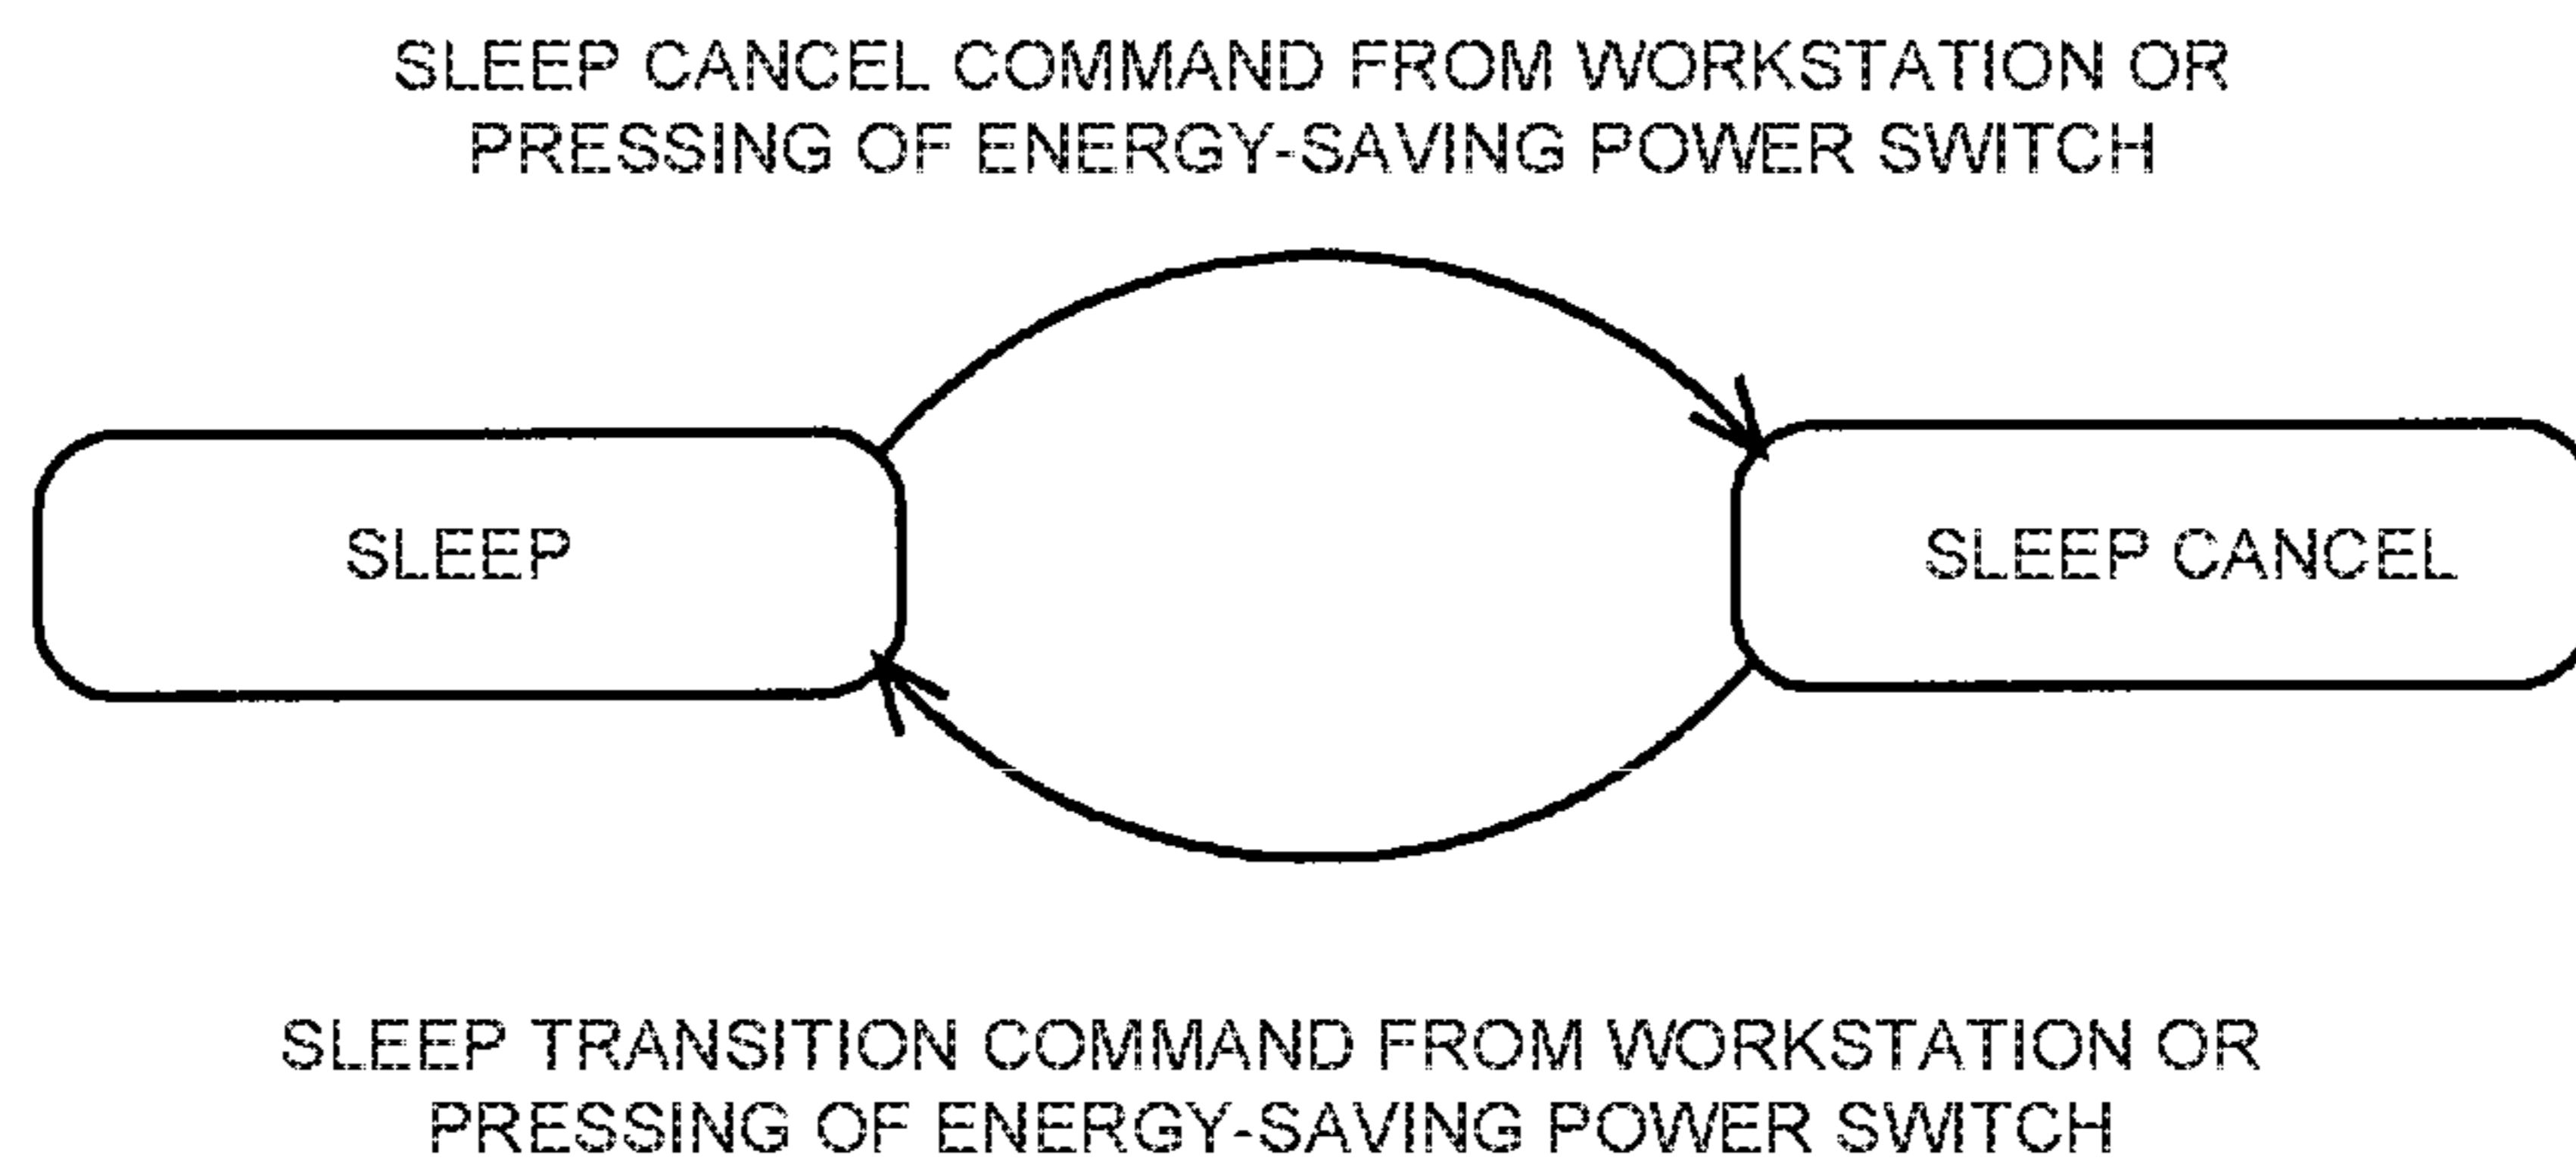 SLEEP CANCEL COMMAND FROM WORKSTATION OR
PRESSING OF ENERGY-SAVING POWER SWITCH
SLEEP
SLEEP CANCEL
SLEEP TRANSITION COMMAND FROM WORKSTATION OR
PRESSING OF ENERGY-SAVING POWER SWITCH